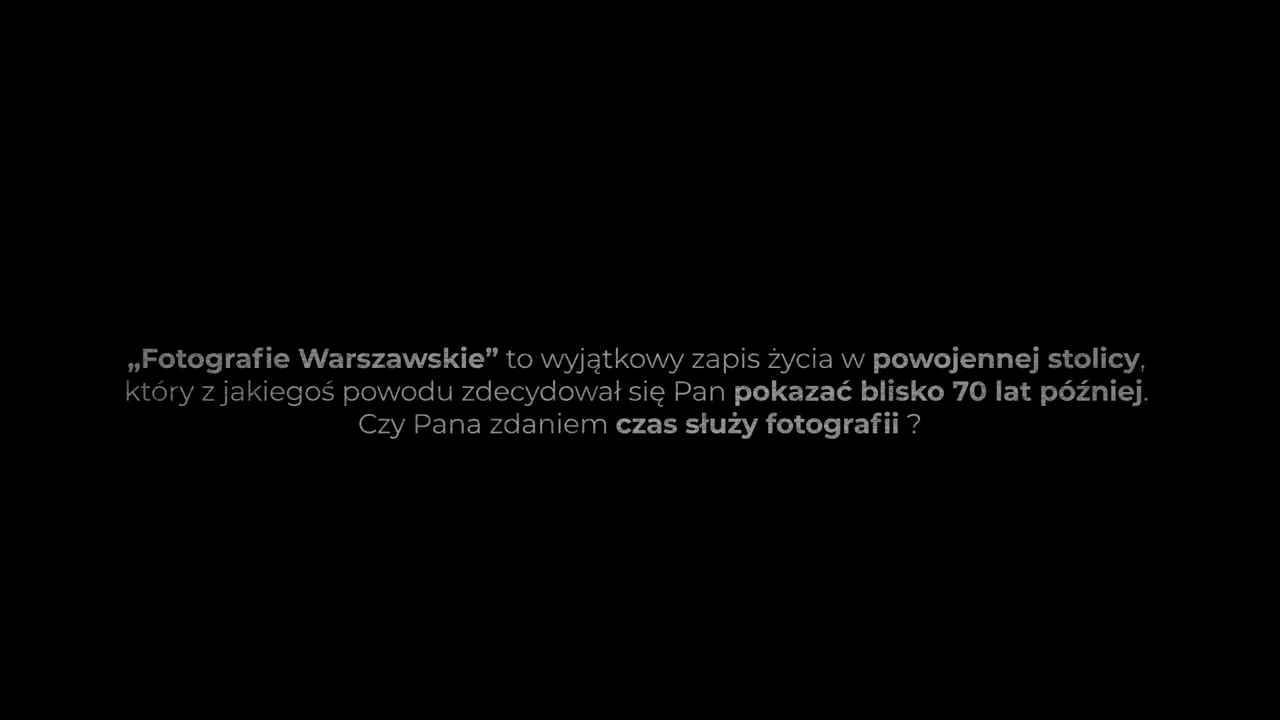 „Fotografie Warszawskie” to wyjątkowy zapis życia w powojennej stolicy,
który z jakiegoś powodu zdecydował się Pan pokazać blisko 70 lat później.
Czy Pana zdaniem czas służy fotografii ?